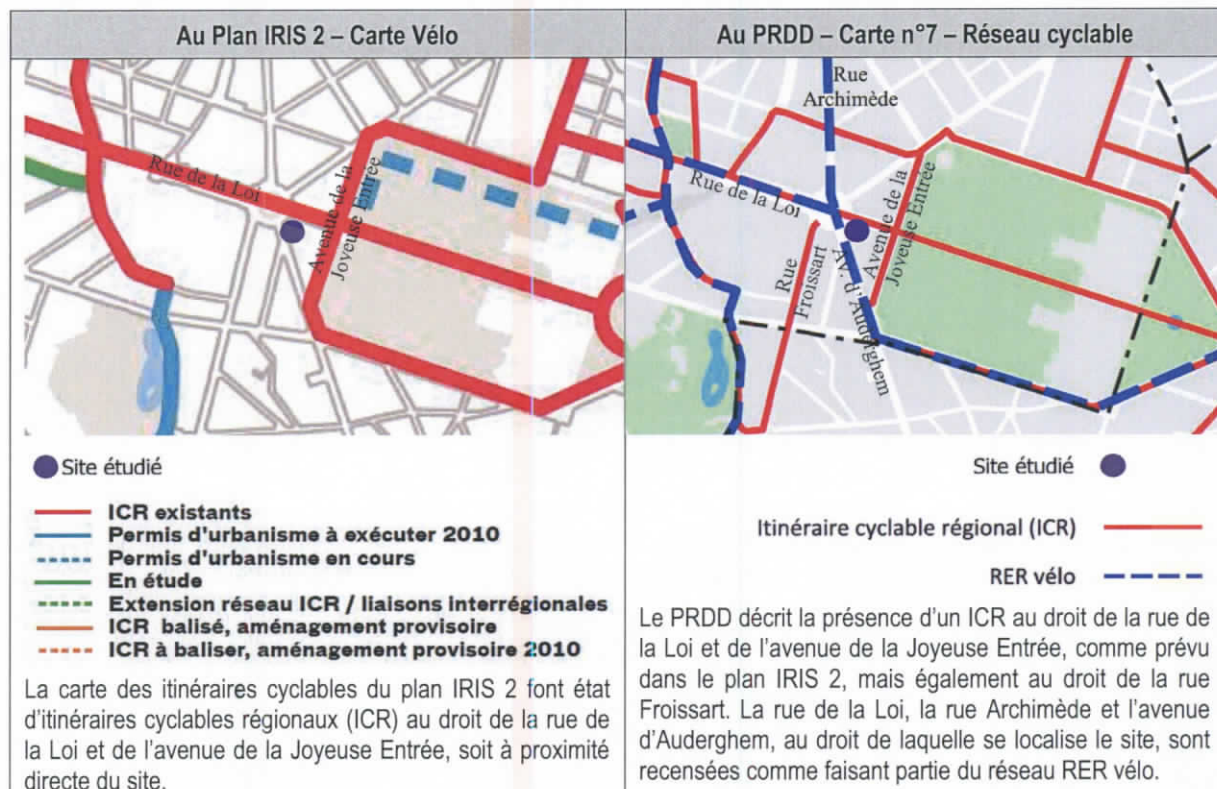 Au Plan IRIS 2 – Carte Vélo
Rue de la Loi
Avenue de la
Joyeuse Entrée
Site étudié
ICR existants
Permis d'urbanisme à exécuter 2010
Permis d'urbanisme en cours
En étude
Extension réseau ICR / liaisons interrégionales
ICR balisé, aménagement provisoire
ICR à baliser, aménagement provisoire 2010
La carte des itinéraires cyclables du plan IRIS 2 font état
d'itinéraires cyclables régionaux (ICR) au droit de la rue de
la Loi et de l'avenue de la Joyeuse Entrée, soit à proximité
directe du site.
Au PRDD – Carte n°7 – Réseau cyclable
Rue
Archimède
Rue de la Loi
Avenue de la
Joyeuse Entrée
Rue
Froissart
Av. d'Auderghem
Site étudié
Itinéraire cyclable régional (ICR)
RER vélo
Le PRDD décrit la présence d'un ICR au droit de la rue de
la Loi et de l'avenue de la Joyeuse Entrée, comme prévu
dans le plan IRIS 2, mais également au droit de la rue
Froissart. La rue de la Loi, la rue Archimède et l'avenue
d'Auderghem, au droit de laquelle se localise le site, sont
recensées comme faisant partie du réseau RER vélo.